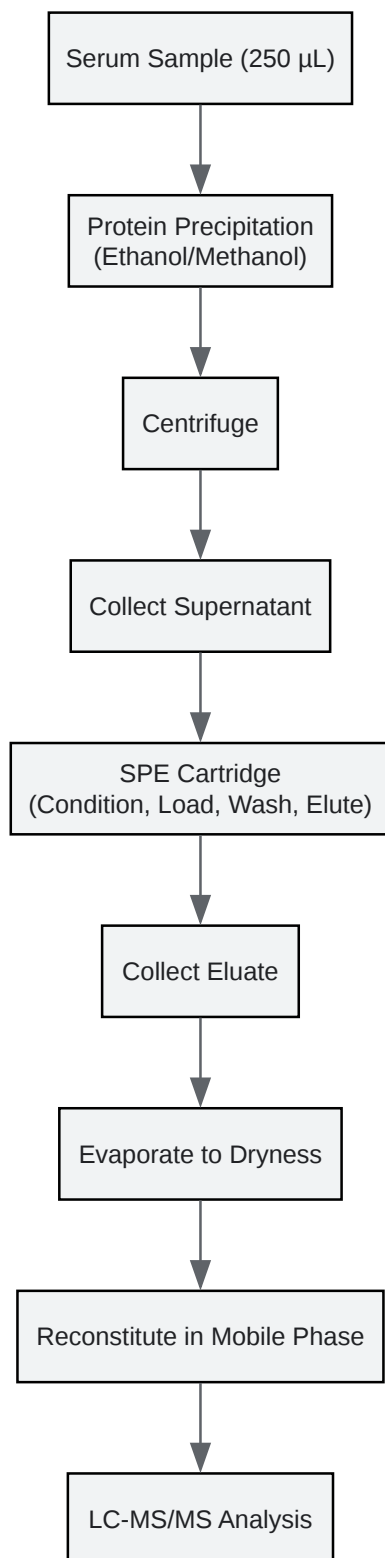 Serum Sample (250 µL)
Protein Precipitation
(Ethanol/Methanol)
Centrifuge
Collect Supernatant
SPE Cartridge
(Condition, Load, Wash, Elute)
Collect Eluate
Evaporate to Dryness
Reconstitute in Mobile Phase
LC-MS/MS Analysis